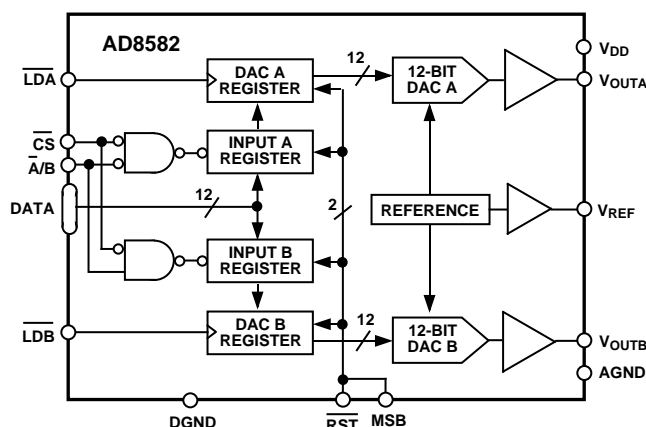 AD8582
LDA
DAC A
REGISTER
12
12-BIT
DAC A
VDD
VOUTA
CS
A/B
INPUT A
REGISTER
DATA
12
2
REFERENCE
VREF
INPUT B
REGISTER
LDB
DAC B
REGISTER
12
12-BIT
DAC B
VOUTB
AGND
DGND
RST
MSB